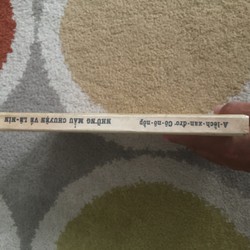 A-lếch-xan-đrơ Cô-nô-nốp
NHỮNG MẨU CHUYỆN VỀ LÊ-NIN